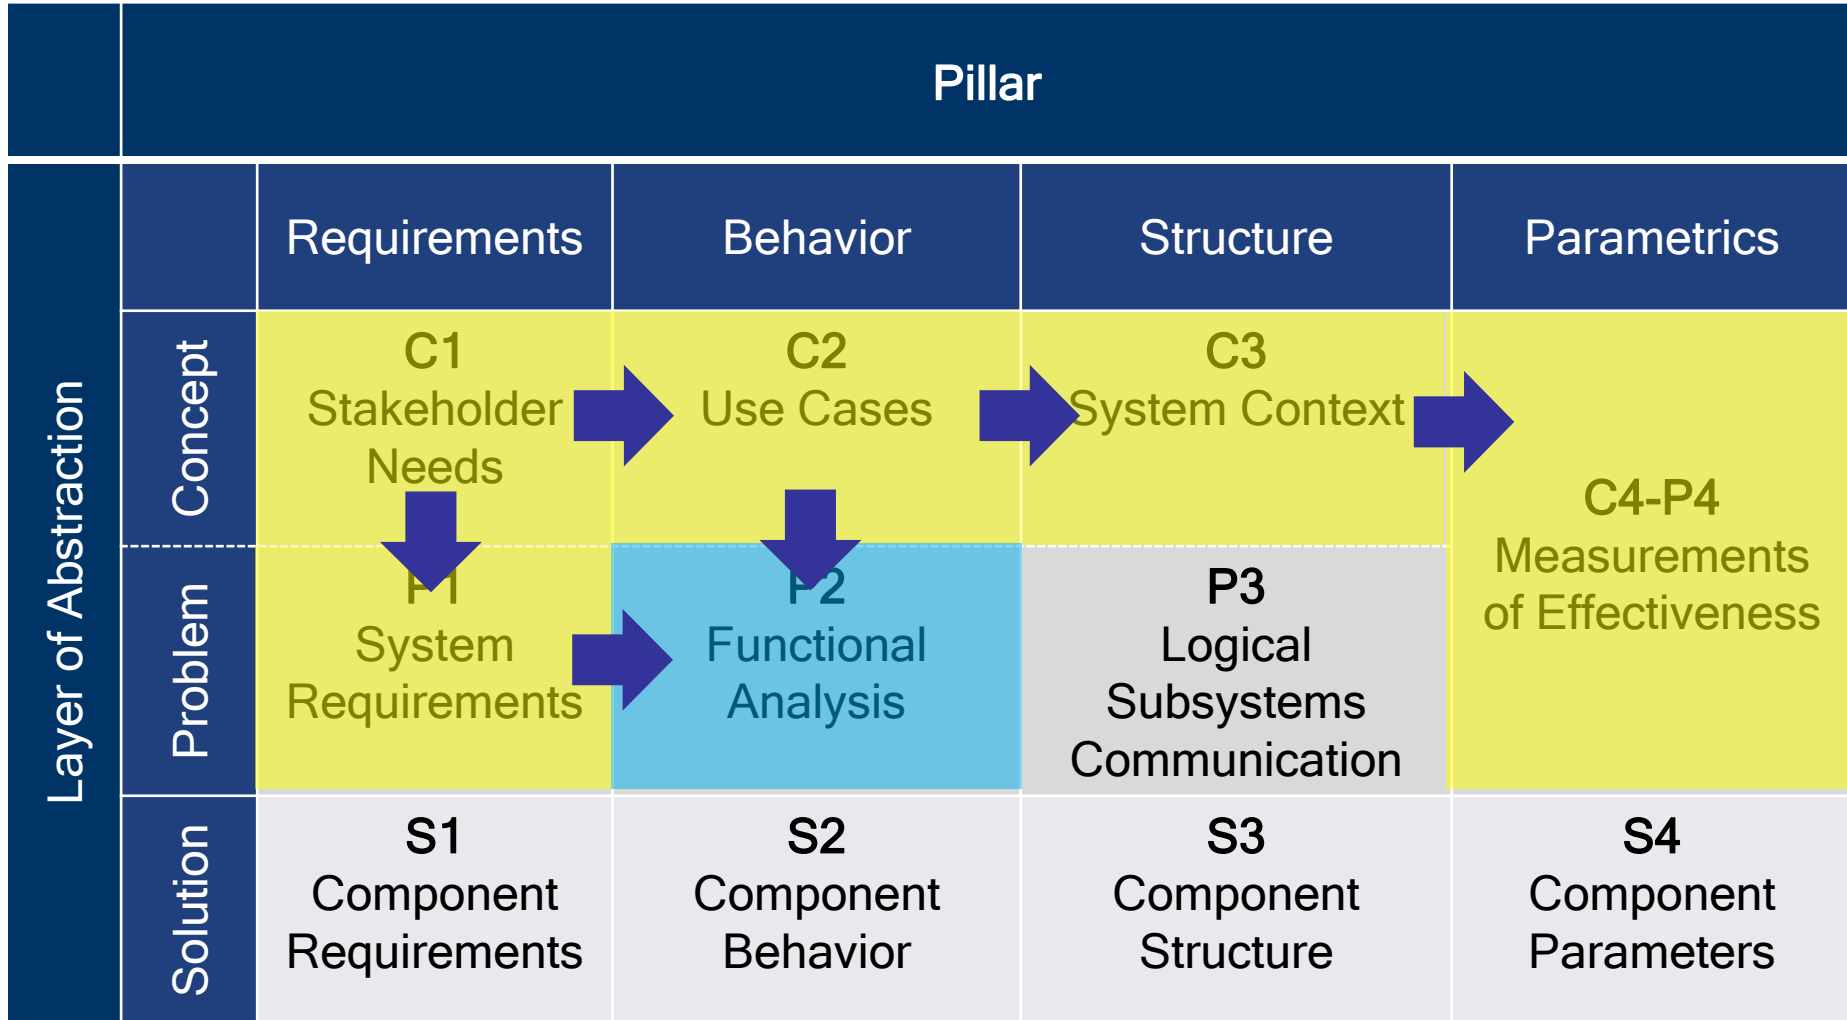 Pillar
Layer of Abstraction
Requirements
Behavior
Structure
Parametrics
Concept
C1
Stakeholder
Needs
C2
Use Cases
C3
System Context
C4-P4
Measurements
of Effectiveness
Problem
P1
System
Requirements
P2
Functional
Analysis
P3
Logical
Subsystems
Communication
Solution
S1
Component
Requirements
S2
Component
Behavior
S3
Component
Structure
S4
Component
Parameters